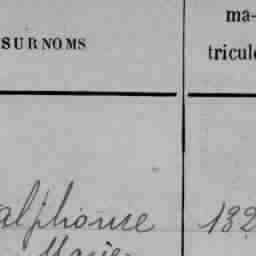 SURNOMS
ma-
tricule
alphonse 132
Marie